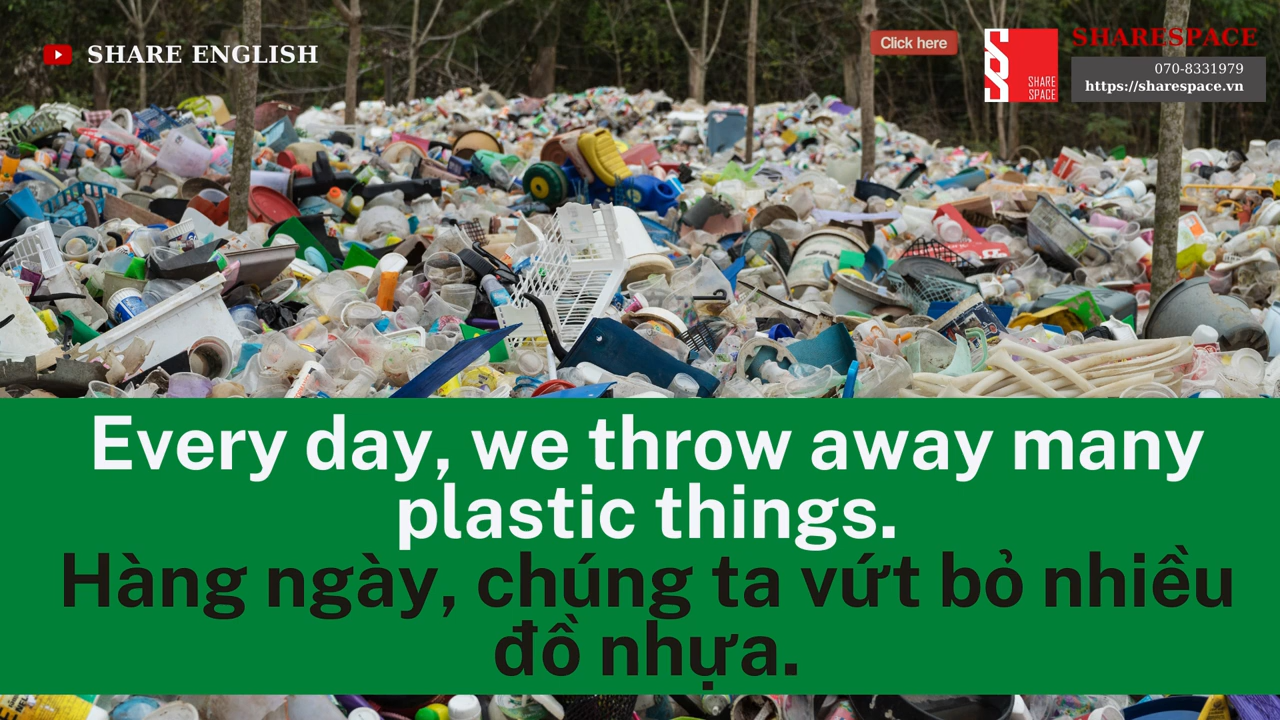 SHARE ENGLISH
Click here
SHARE
SPACE
SHARESPACE
070-8331979
https://sharespace.vn
Every day, we throw away many
plastic things.
Hàng ngày, chúng ta vứt bỏ nhiều
đồ nhựa.